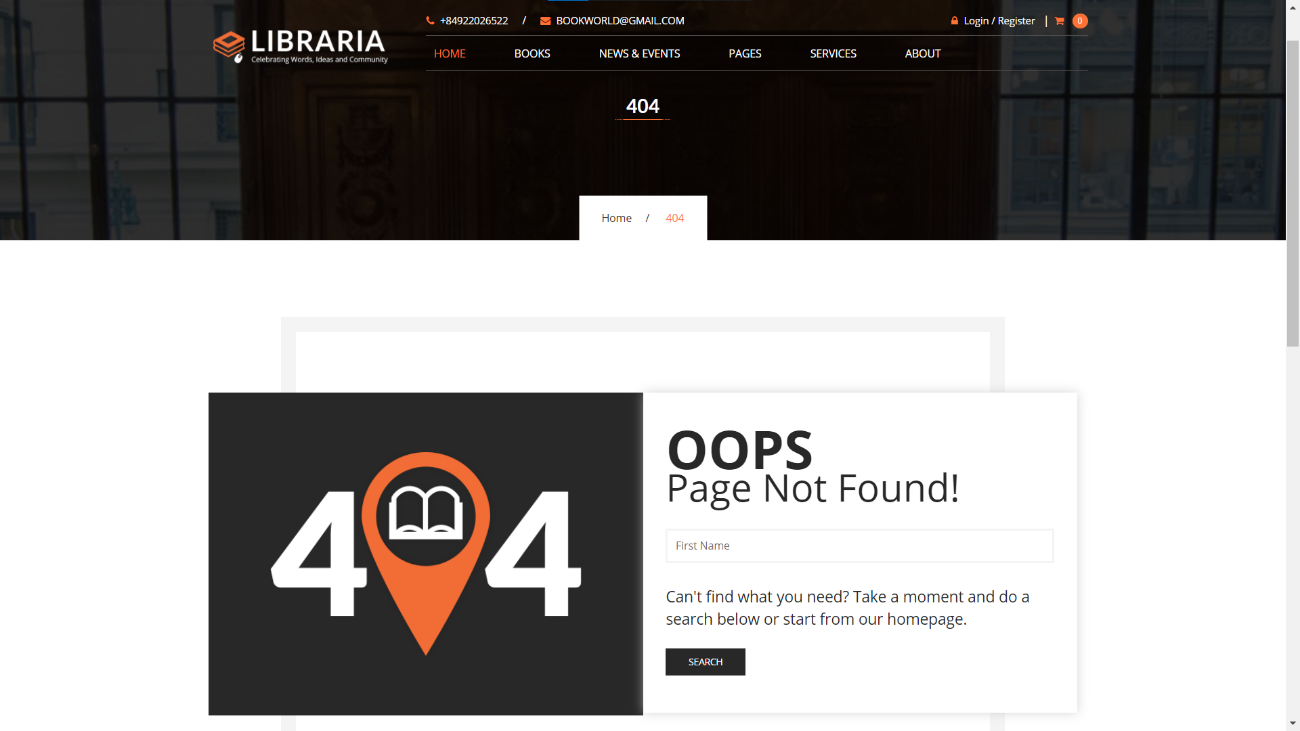 +84922026522 / BOOKWORLD@GMAIL.COM
Login / Register | 0
LIBRARIA
Celebrating Words, Ideas and Community
HOME BOOKS NEWS & EVENTS PAGES SERVICES ABOUT
404
Home / 404
404
OOPS
Page Not Found!
First Name
Can't find what you need? Take a moment and do a
search below or start from our homepage.
SEARCH